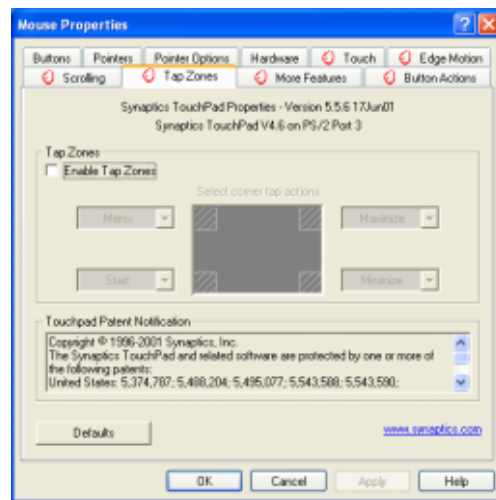 Mouse Properties
Buttons Pointers Pointer Options Hardware Touch Edge Motion
Scrolling Tap Zones More Features Button Actions
Synaptics TouchPad Properties - Version 5.5.6 17Jun01
Synaptics TouchPad V4.6 on PS/2 Port 3
Tap Zones
Enable Tap Zones
Select corner tap actions
Menu Maximize
Start Minimize
Touchpad Patent Notification
Copyright © 1996-2001 Synaptics, Inc.
The Synaptics TouchPad and related software are protected by one or more of
the following patents:
United States: 5,374,787; 5,488,204; 5,495,077; 5,543,588; 5,543,590;
Defaults www.synaptics.com
OK Cancel Apply Help